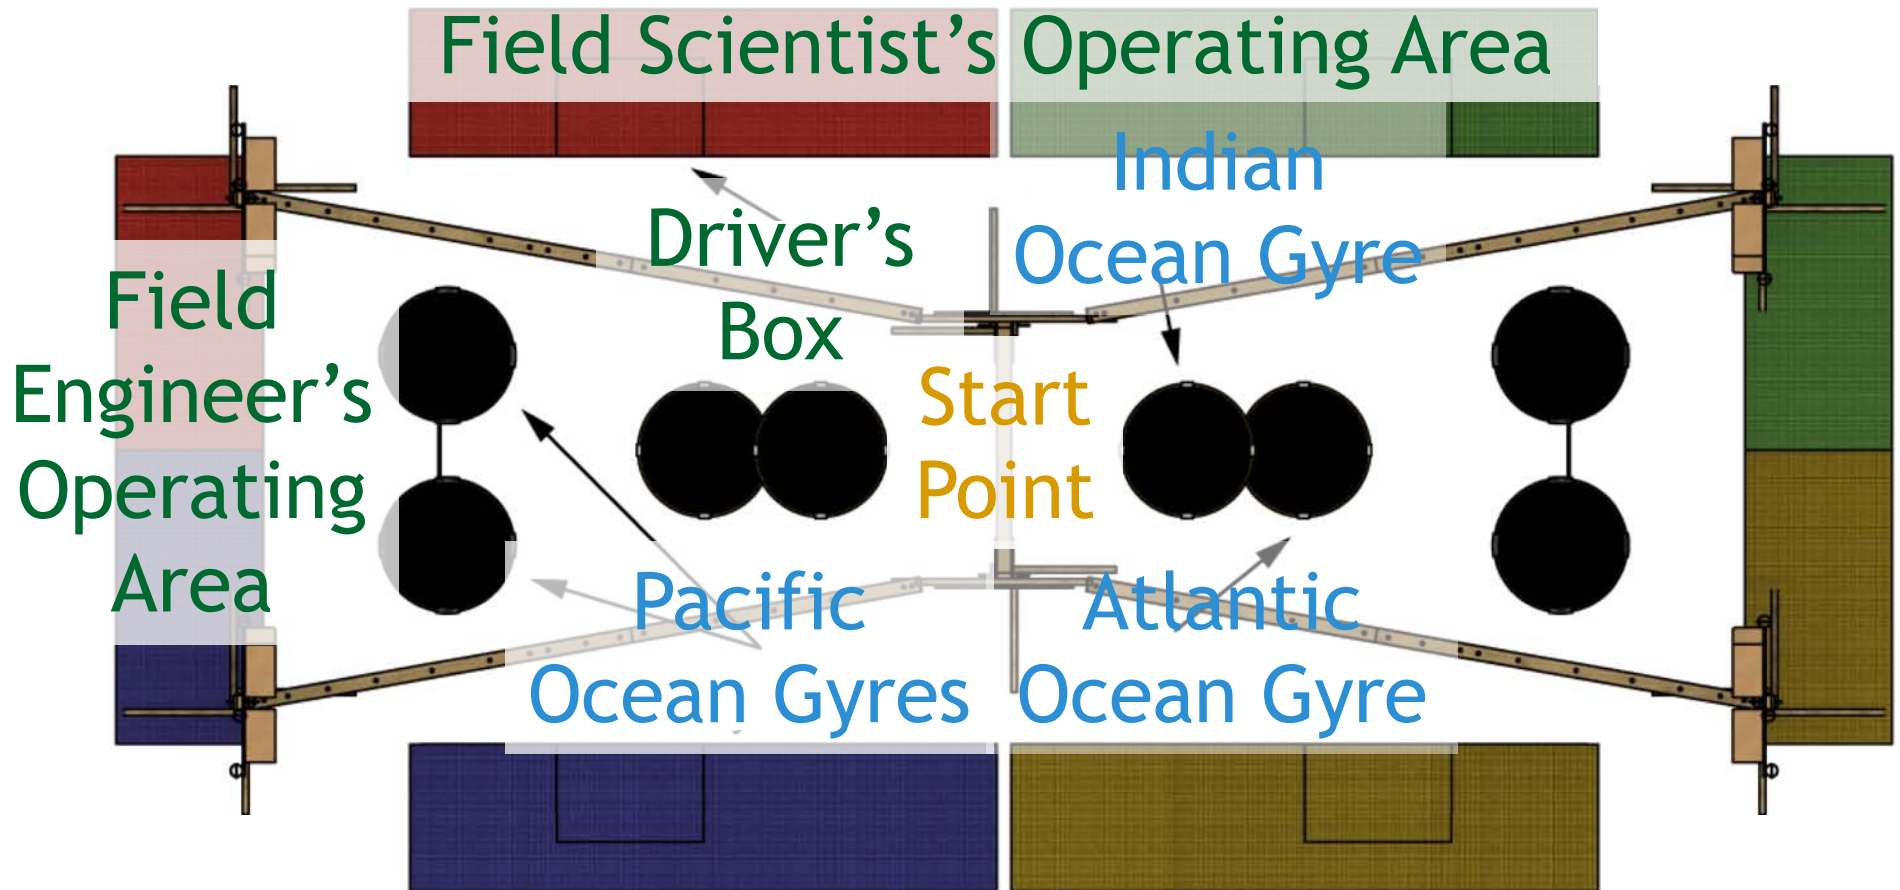 Field Scientist’s Operating Area
Indian
Ocean Gyre
Driver’s
Box
Field
Engineer’s
Operating
Area
Start
Point
Pacific
Ocean Gyres
Atlantic
Ocean Gyre